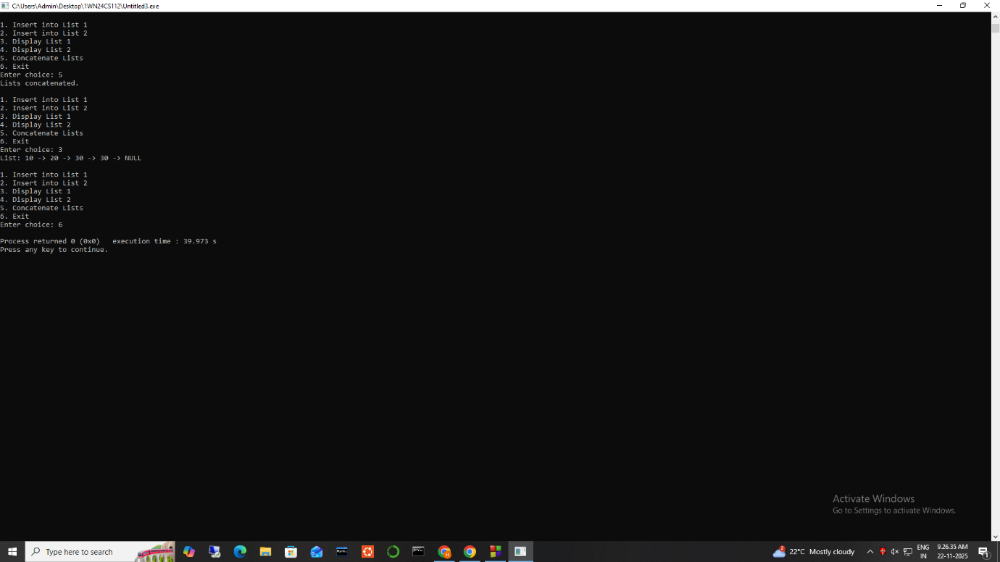 C:\Users\Admin\Desktop\1WN24CS112\Untitled3.exe
1. Insert into List 1
2. Insert into List 2
3. Display List 1
4. Display List 2
5. Concatenate Lists
6. Exit
Enter choice: 5
Lists concatenated.
1. Insert into List 1
2. Insert into List 2
3. Display List 1
4. Display List 2
5. Concatenate Lists
6. Exit
Enter choice: 3
List: 10 -> 20 -> 30 -> 30 -> NULL
1. Insert into List 1
2. Insert into List 2
3. Display List 1
4. Display List 2
5. Concatenate Lists
6. Exit
Enter choice: 6
Process returned 0 (0x0)   execution time : 39.973 s
Press any key to continue.
Activate Windows
Go to Settings to activate Windows.
Type here to search
2
22°C Mostly cloudy
ENG
IN
9.26.35 AM
22-11-2025
1